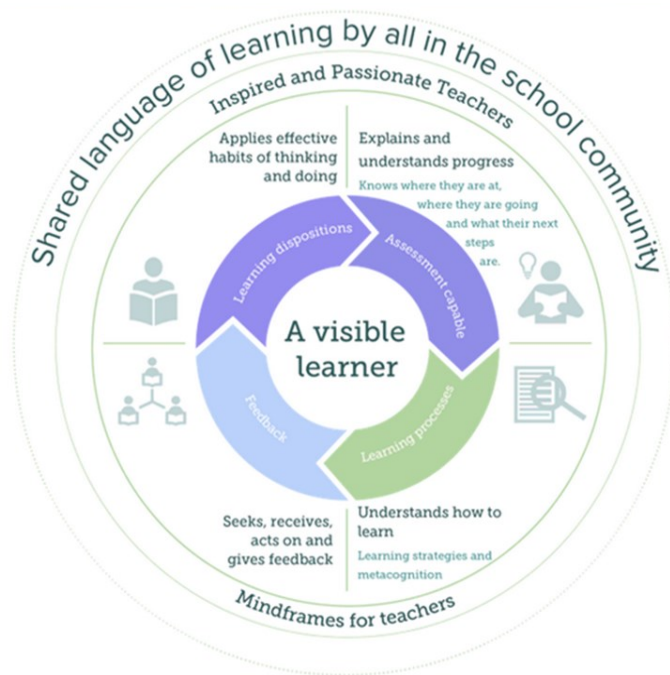 Shared language of learning by all in the school community
Inspired and Passionate Teachers
Applies effective
habits of thinking
and doing
Explains and
understands progress
Knows where they are at,
where they are going
and what their next
steps
are.
Learning dispositions
Assessment capable
A visible
learner
Feedback
Learning processes
Seeks, receives,
acts on and
gives feedback
Understands how to
learn
Learning strategies and
metacognition
Mindframes for teachers